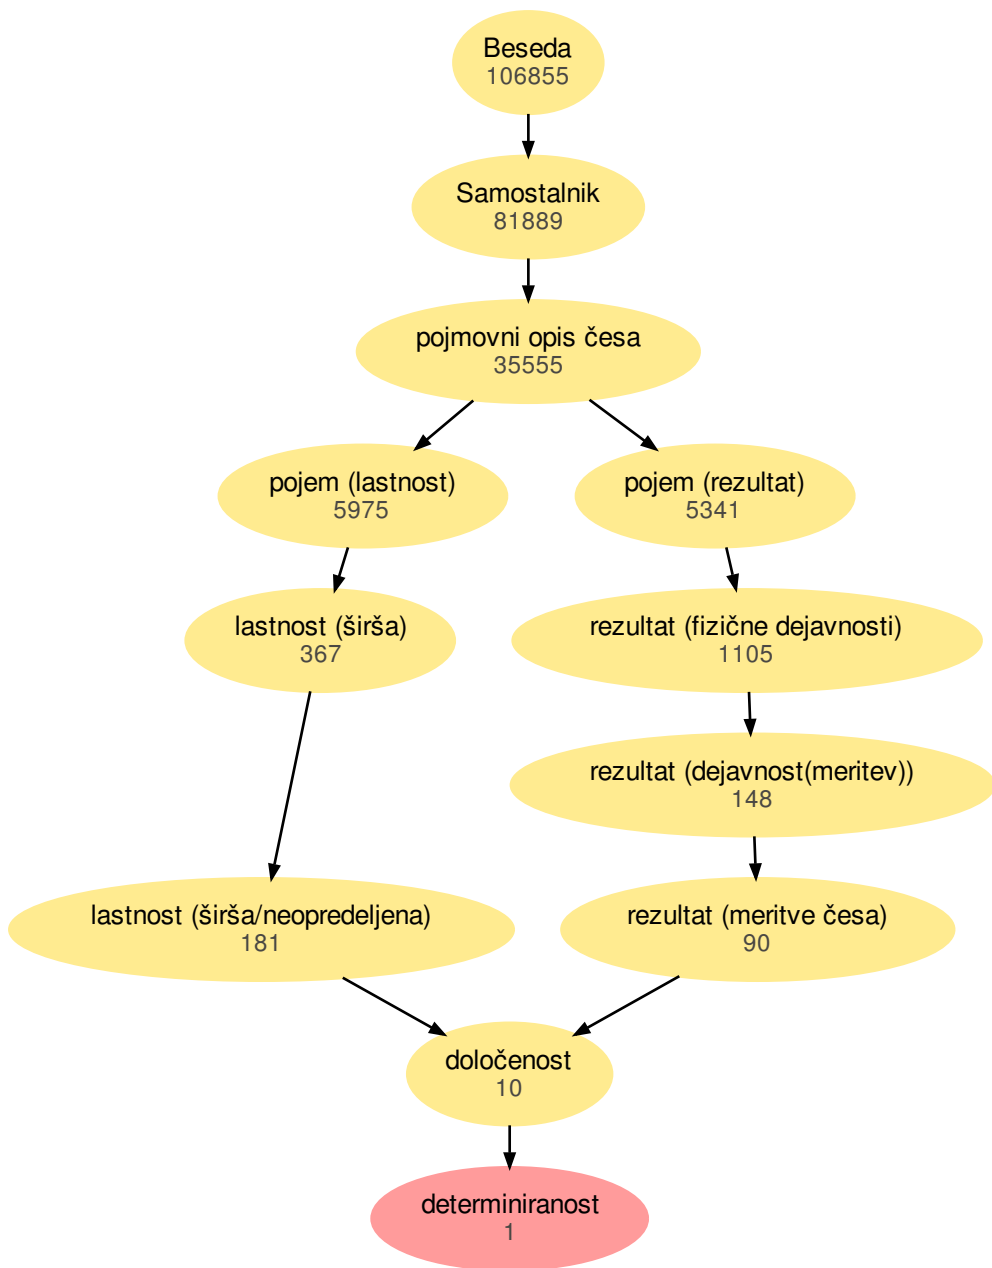 Beseda
106855
Samostalnik
81889
pojmovni opis česa
35555
pojem (lastnost)
5975
pojem (rezultat)
5341
lastnost (širša)
367
rezultat (fizične dejavnosti)
1105
rezultat (dejavnost(meritev))
148
lastnost (širša/neopredeljena)
181
rezultat (meritve česa)
90
določenost
10
determiniranost
1